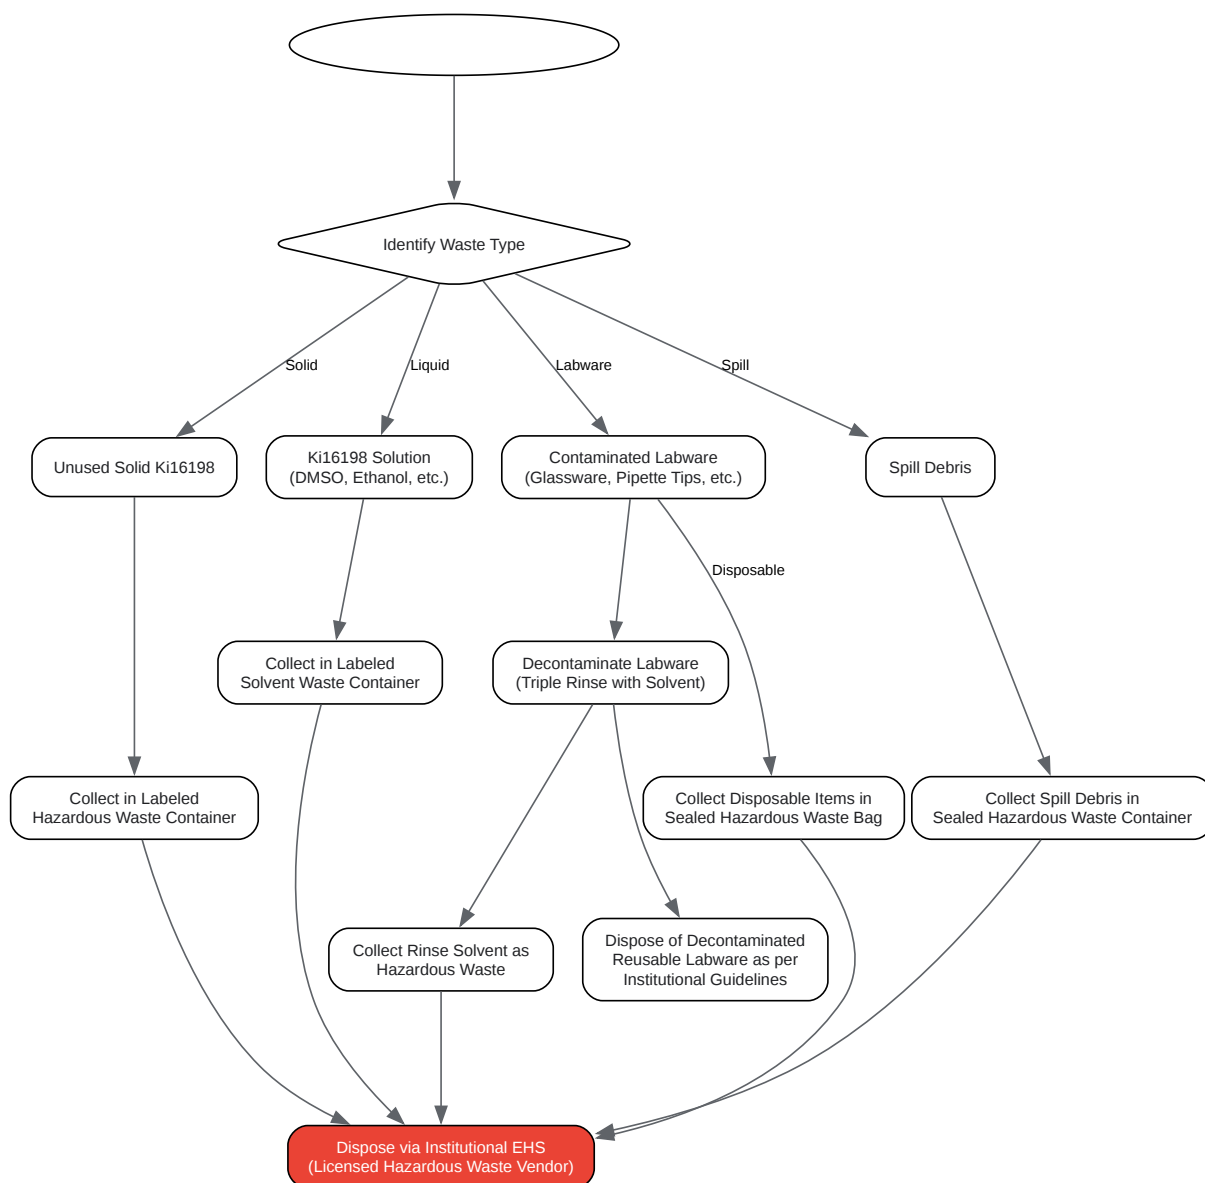 Identify Waste Type
Solid
Liquid
Labware
Spill
Unused Solid Ki16198
Ki16198 Solution
(DMSO, Ethanol, etc.)
Contaminated Labware
(Glassware, Pipette Tips, etc.)
Spill Debris
Disposable
Collect in Labeled
Solvent Waste Container
Decontaminate Labware
(Triple Rinse with Solvent)
Collect in Labeled
Hazardous Waste Container
Collect Disposable Items in
Sealed Hazardous Waste Bag
Collect Spill Debris in
Sealed Hazardous Waste Container
Collect Rinse Solvent as
Hazardous Waste
Dispose of Decontaminated
Reusable Labware as per
Institutional Guidelines
Dispose via Institutional EHS
(Licensed Hazardous Waste Vendor)